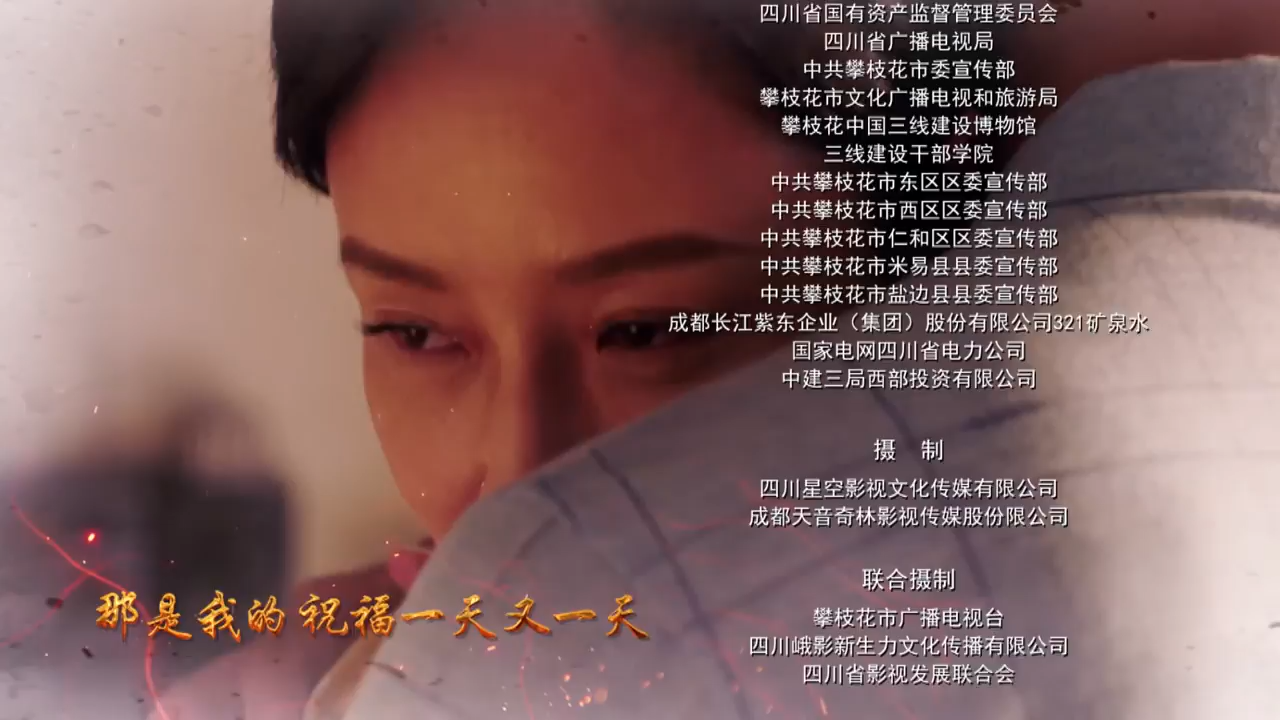 四川省国有资产监督管理委员会
四川省广播电视局
中共攀枝花市委宣传部
攀枝花市文化广播电视和旅游局
攀枝花中国三线建设博物馆
三线建设干部学院
中共攀枝花市东区区委宣传部
中共攀枝花市西区区委宣传部
中共攀枝花市仁和区区委宣传部
中共攀枝花市米易县县委宣传部
中共攀枝花市盐边县县委宣传部
成都长江紫东企业（集团）股份有限公司321矿泉水
国家电网四川省电力公司
中建三局西部投资有限公司
摄 制
四川星空影视文化传媒有限公司
成都天音奇林影视传媒股份限公司
联合摄制
攀枝花市广播电视台
四川峨影新生力文化传播有限公司
四川省影视发展联合会
那是我的祝福一天又一天